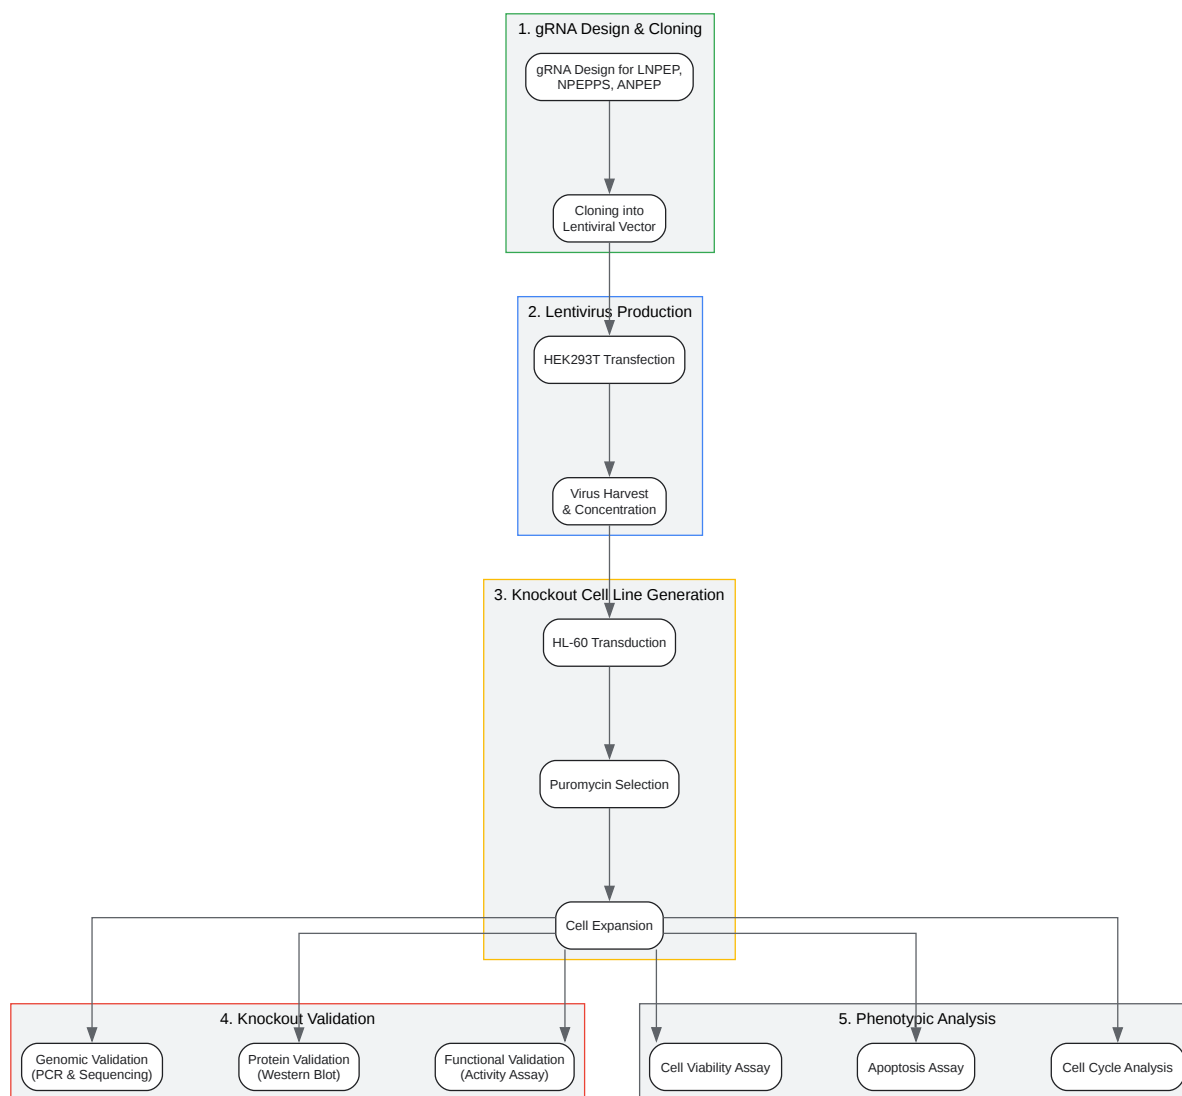 1. gRNA Design & Cloning
gRNA Design for LNPEP,
NPEPPS, ANPEP
Cloning into
Lentiviral Vector
2. Lentivirus Production
HEK293T Transfection
Virus Harvest
& Concentration
3. Knockout Cell Line Generation
HL-60 Transduction
Puromycin Selection
Cell Expansion
4. Knockout Validation
Genomic Validation
(PCR & Sequencing)
Protein Validation
(Western Blot)
Functional Validation
(Activity Assay)
5. Phenotypic Analysis
Cell Viability Assay
Apoptosis Assay
Cell Cycle Analysis